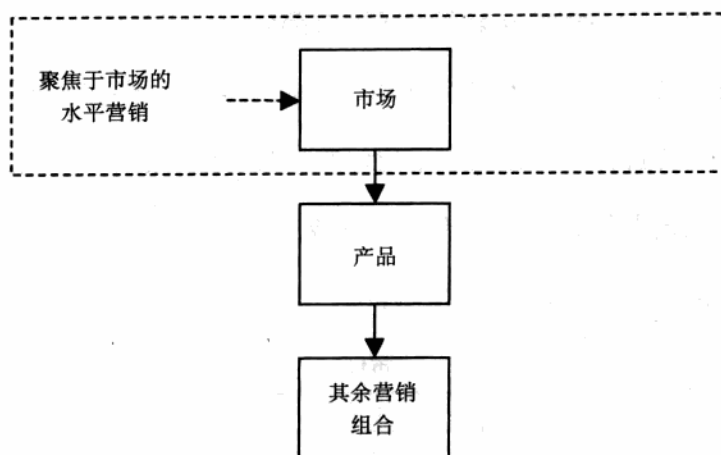 聚焦于市场的
水平营销
市场
产品
其余营销
组合